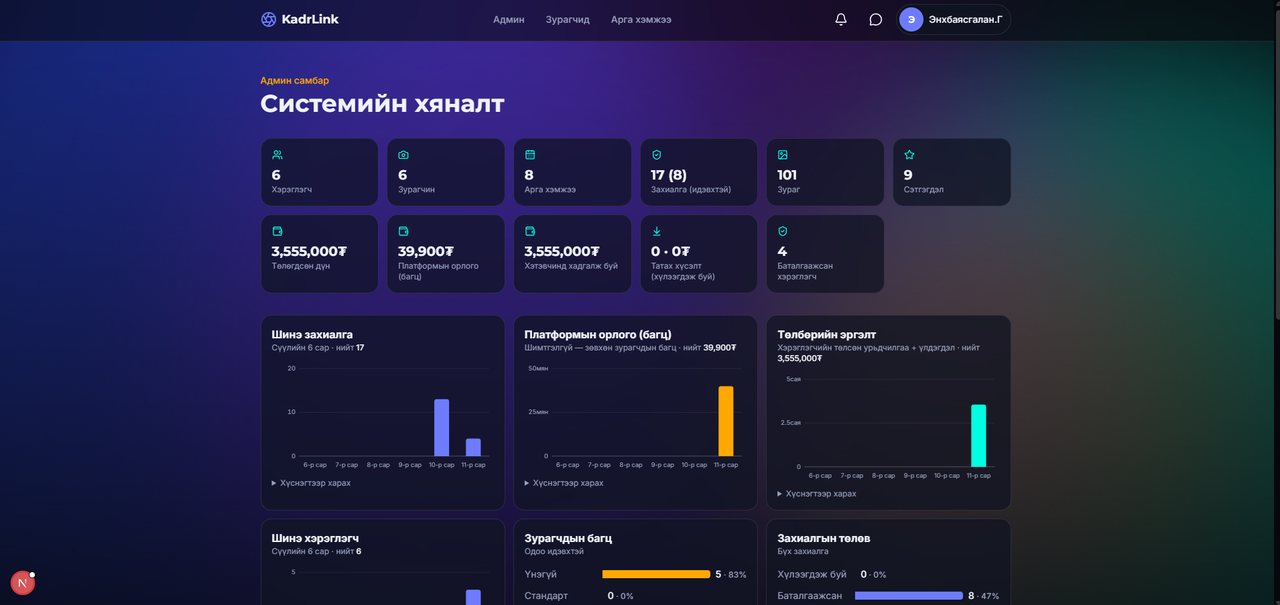 KadrLink
Админ Зурагчид Арга хэмжээ
Э Энхбаясгалан.Г
Админ самбар
Системийн хяналт
6
Хэрэглэгч
6
Зурагчин
8
Арга хэмжээ
17 (8)
Захиалга (идэвхтэй)
101
Зураг
9
Сэтгэгдэл
3,555,000₮
Төлөгдсөн дүн
39,900₮
Платформын орлого
(багц)
3,555,000₮
Хэтэвчинд хадгалж буй
0 · 0₮
Татах хүсэлт
(хүлээгдэж буй)
4
Баталгаажсан
хэрэглэгч
Шинэ захиалга
Сүүлийн 6 сар · нийт 17
20
10
0
6-р сар 7-р сар 8-р сар 9-р сар 10-р сар 11-р сар
Хүснэгтээр харах
Платформын орлого (багц)
Шимтгэлгүй — зөвхөн зурагчдын багц · нийт 39,900₮
50мян
25мян
0
6-р сар 7-р сар 8-р сар 9-р сар 10-р сар 11-р сар
Хүснэгтээр харах
Төлбөрийн эргэлт
Хэрэглэгчийн төлсөн урьдчилгаа + үлдэгдэл · нийт
3,555,000₮
5сая
2.5сая
0
6-р сар 7-р сар 8-р сар 9-р сар 10-р сар 11-р сар
Хүснэгтээр харах
Шинэ хэрэглэгч
Сүүлийн 6 сар · нийт 6
5
Зурагчдын багц
Одоо идэвхтэй
Үнэгүй 5 · 83%
Стандарт 0 · 0%
Захиалгын төлөв
Бүх захиалга
Хүлээгдэж буй 0 · 0%
Баталгаажсан 8 · 47%
N